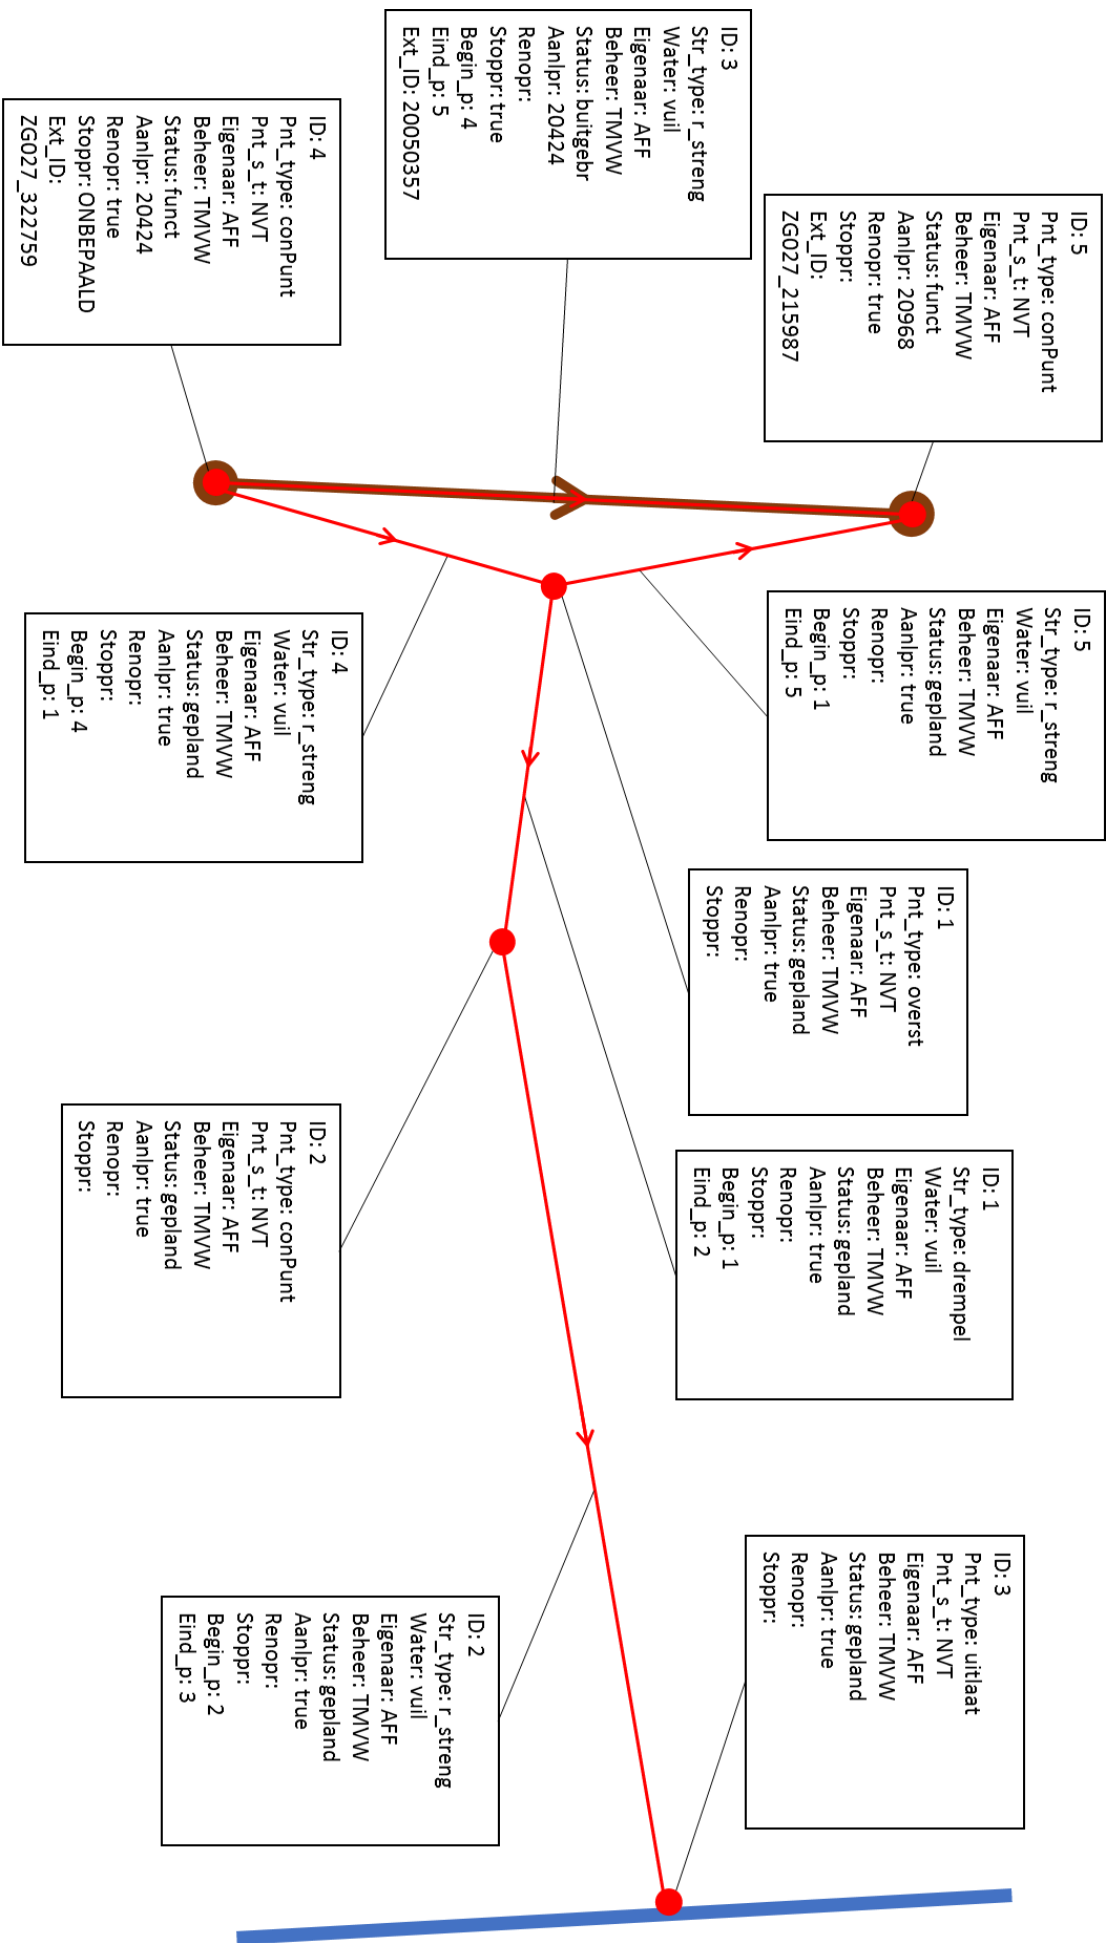 ID: 5
Pnt_type: conPunt
Pnt_s_t: NVT
Eigenaar: AFF
Beheer: TMVW
Status: funct
Aanlpr: 20968
Renopr: true
Stoppr:
Ext_ID:
ZG027_215987
ID: 3
Str_type: r_streng
Water: vuil
Eigenaar: AFF
Beheer: TMVW
Status: buitgebr
Aanlpr: 20424
Renopr:
Stoppr: true
Begin_p: 4
Eind_p: 5
Ext_ID: 20050357
ID: 4
Pnt_type: conPunt
Pnt_s_t: NVT
Eigenaar: AFF
Beheer: TMVW
Status: funct
Aanlpr: 20424
Renopr: true
Stoppr: ONBEPAALD
Ext_ID:
ZG027_322759
ID: 5
Str_type: r_streng
Water: vuil
Eigenaar: AFF
Beheer: TMVW
Status: gepland
Aanlpr: true
Renopr:
Stoppr:
Begin_p: 1
Eind_p: 5
ID: 4
Str_type: r_streng
Water: vuil
Eigenaar: AFF
Beheer: TMVW
Status: gepland
Aanlpr: true
Renopr:
Stoppr:
Begin_p: 4
Eind_p: 1
ID: 1
Pnt_type: overst
Pnt_s_t: NVT
Eigenaar: AFF
Beheer: TMVW
Status: gepland
Aanlpr: true
Renopr:
Stoppr:
ID: 1
Str_type: drempel
Water: vuil
Eigenaar: AFF
Beheer: TMVW
Status: gepland
Aanlpr: true
Renopr:
Stoppr:
Begin_p: 1
Eind_p: 2
ID: 2
Pnt_type: conPunt
Pnt_s_t: NVT
Eigenaar: AFF
Beheer: TMVW
Status: gepland
Aanlpr: true
Renopr:
Stoppr:
ID: 3
Pnt_type: uitlaat
Pnt_s_t: NVT
Eigenaar: AFF
Beheer: TMVW
Status: gepland
Aanlpr: true
Renopr:
Stoppr:
ID: 2
Str_type: r_streng
Water: vuil
Eigenaar: AFF
Beheer: TMVW
Status: gepland
Aanlpr: true
Renopr:
Stoppr:
Begin_p: 2
Eind_p: 3